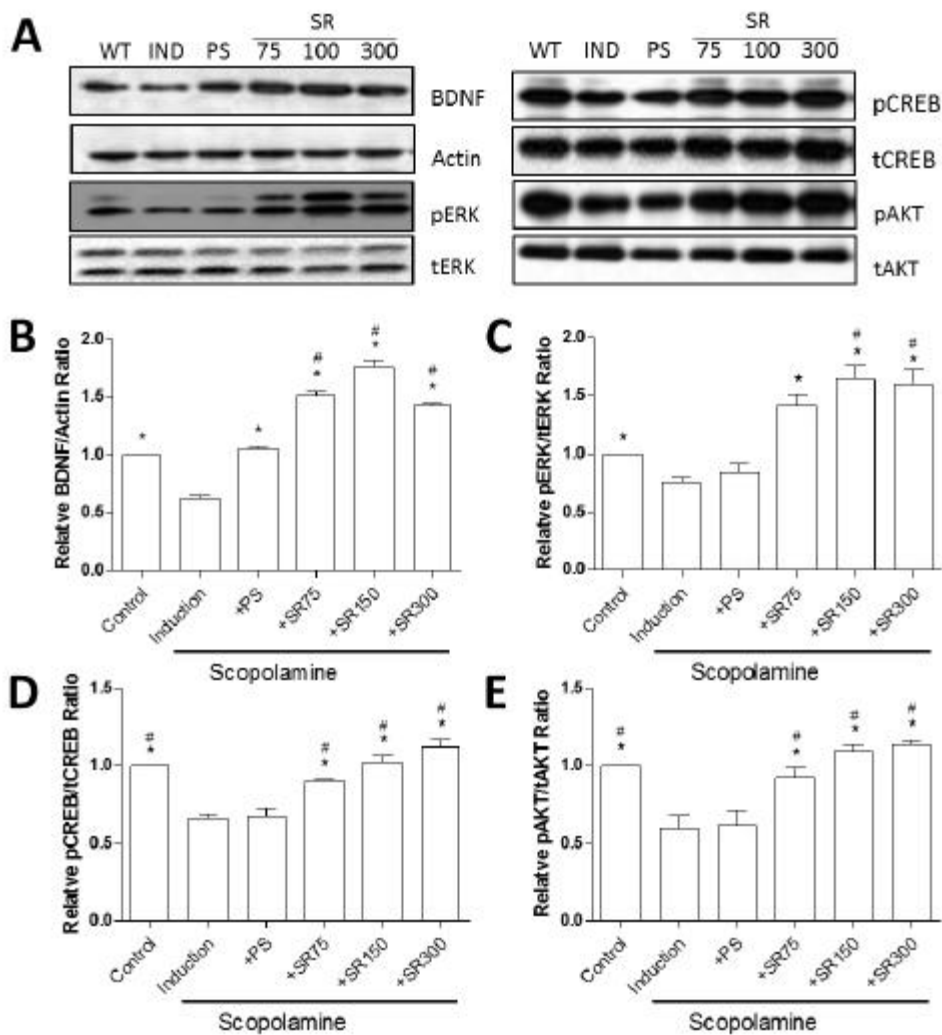 A
SR
WT IND PS 75 100 300
BDNF
Actin
pERK
tERK
SR
WT IND PS 75 100 300
pCREB
tCREB
pAKT
tAKT
B
Relatve BDNF/Actin Ratio
2.0
1.5
1.0
0.5
0.0
* * # * # * # *
Control Induction +PS +SR75 +SR150 +SR300
Scopolamine
C
Relatve pERK/tERK Ratio
2.0
1.5
1.0
0.5
0.0
* * # * # *
Control Induction +PS +SR75 +SR150 +SR300
Scopolamine
D
Relatve pCREB/tCREB Ratio
1.5
1.0
0.5
0.0
# * # * # * # *
Control Induction +PS +SR75 +SR150 +SR300
Scopolamine
E
Relatve pAKT/tAKT Ratio
1.5
1.0
0.5
0.0
# * # * # * # *
Control Induction +PS +SR75 +SR150 +SR300
Scopolamine